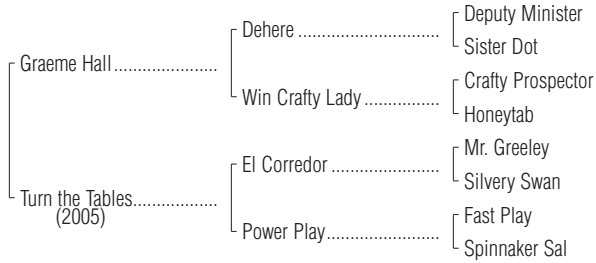 Deputy Minister
Dehere
Sister Dot
Graeme Hall
Crafty Prospector
Win Crafty Lady
Honeytab
Mr. Greeley
El Corredor
Silvery Swan
Turn the Tables
(2005)
Fast Play
Power Play
Spinnaker Sal